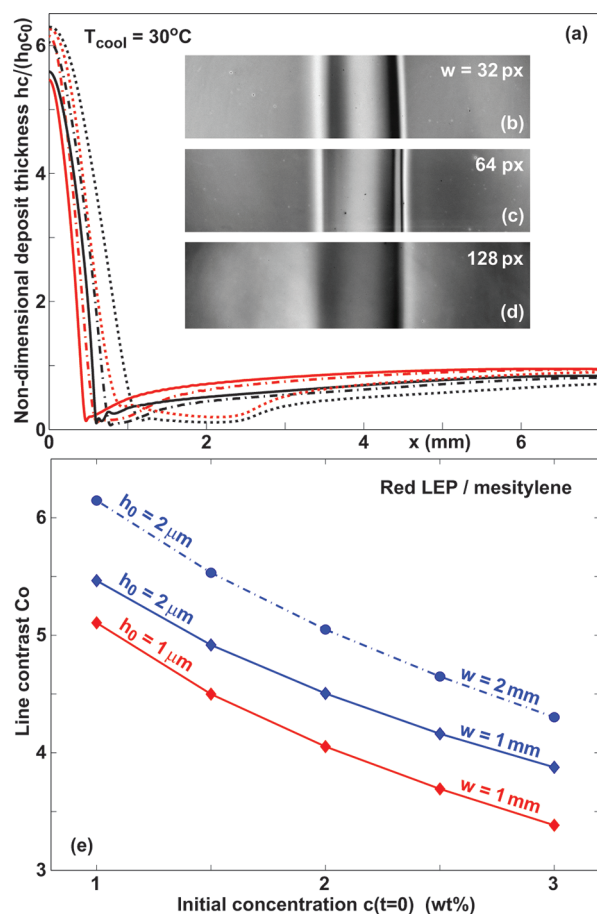 Non-dimensional deposit thickness hc/(h₀c₀)
6
4
2
0
T_cool = 30°C
(a)
w = 32 px
(b)
64 px
(c)
128 px
(d)
0
2
4
x (mm)
6
Line contrast Co
6
5
4
3
Red LEP / mesitylene
h₀ = 2 μm
h₀ = 2 μm
h₀ = 1 μm
w = 2 mm
w = 1 mm
w = 1 mm
(e)
1
2
3
Initial concentration c(t=0) (wt%)